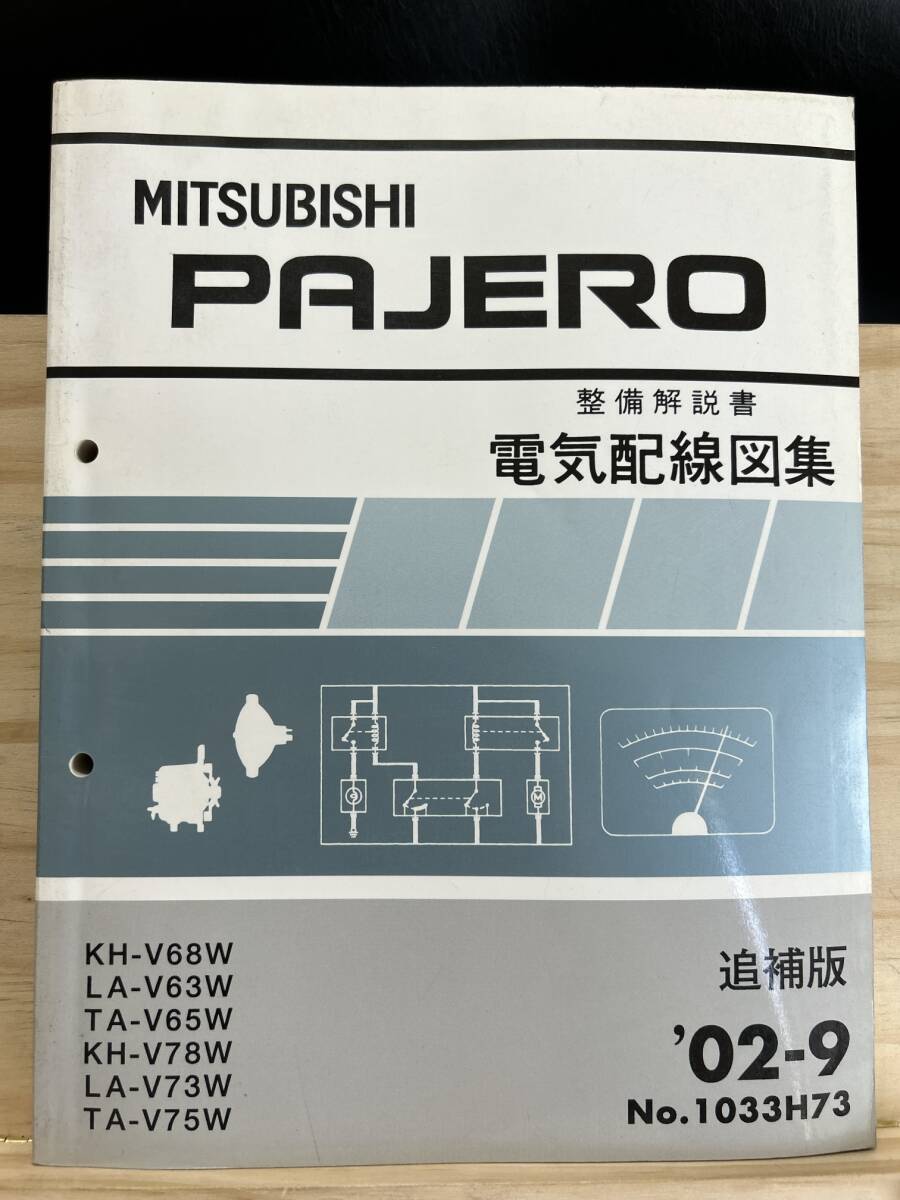 MITSUBISHI
PAJERO
整備解説書
電気配線図集
M
KH-V68W
LA-V63W
TA-V65W
KH-V78W
LA-V73W
TA-V75W
追補版
'02-9
No.1033H73